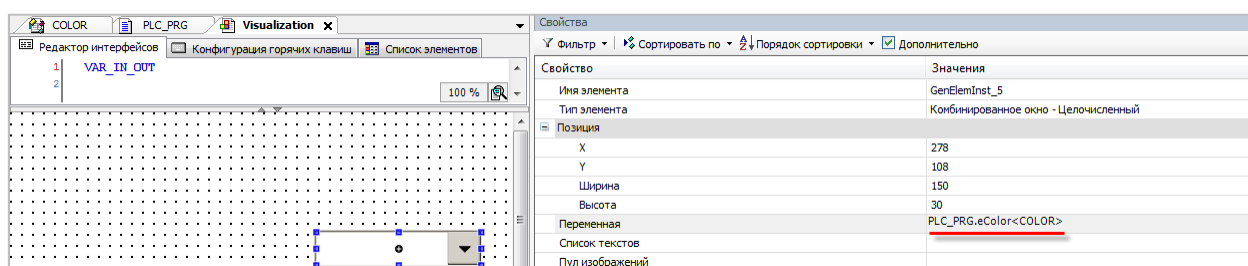 COLOR PLC_PRG Visualization x
Редактор интерфейсов Конфигурация горячих клавиш Список элементов
1 VAR_IN_OUT
2
100 %
Свойства
Фильтр Сортировать по Порядок сортировки Дополнительно
Свойство Значения
Имя элемента GenElemInst_5
Тип элемента Комбинированное окно - Целочисленный
Позиция
X 278
Y 108
Ширина 150
Высота 30
Переменная PLC_PRG.eColor<COLOR>
Список текстов
Пул изображений